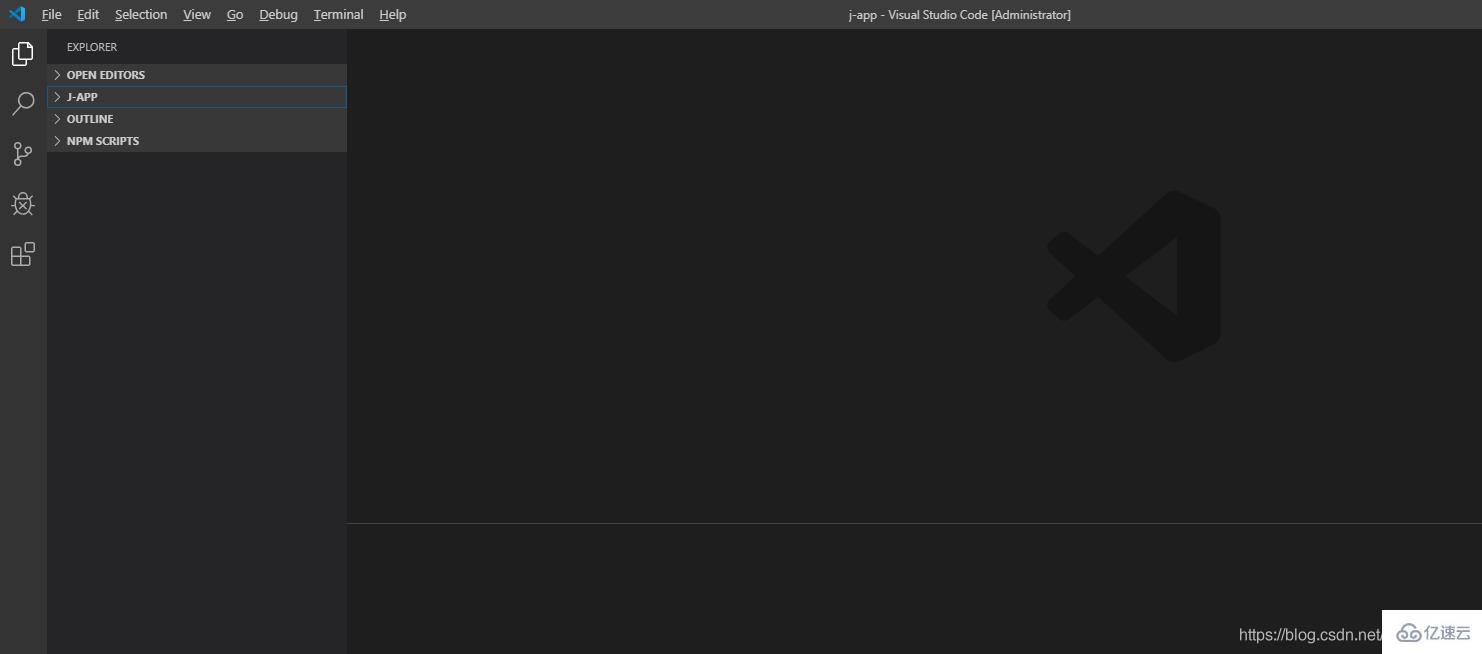 File Edit Selection View Go Debug Terminal Help
j-app - Visual Studio Code [Administrator]
EXPLORER
OPEN EDITORS
J-APP
OUTLINE
NPM SCRIPTS
https://blog.csdn.net/
亿速云